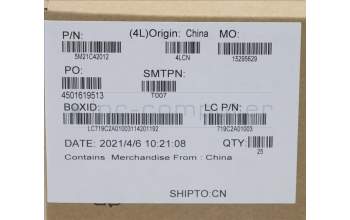 P/N: (4L)Origin: China MO:
5M21C42012 4LCN 15295629
PO: SMTPN:
4501619513 T007
BOXID: LC P/N:
LC719C2A01003114201192 719C2A01003
DATE: 2021/4/6 10:21:08 QTY:
25
Contains Merchandise From : China
SHIPTO:CN